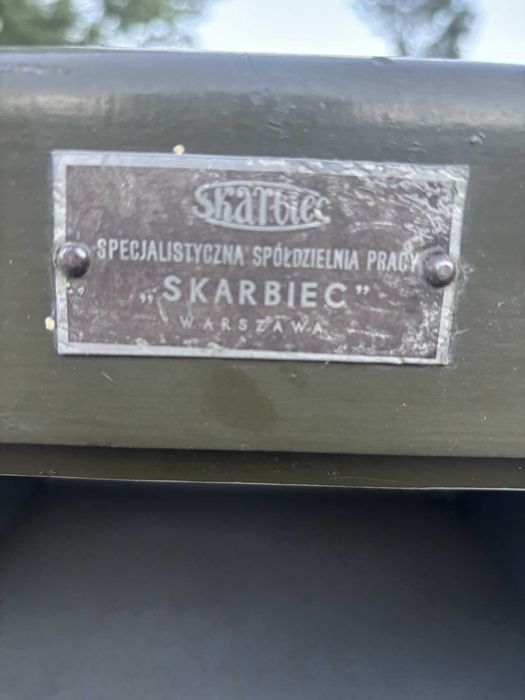 Skarbiec
SPECJALISTYCZNA SPÓŁDZIELNIA PRACY
„SKARBIEC”
WARSZAWA